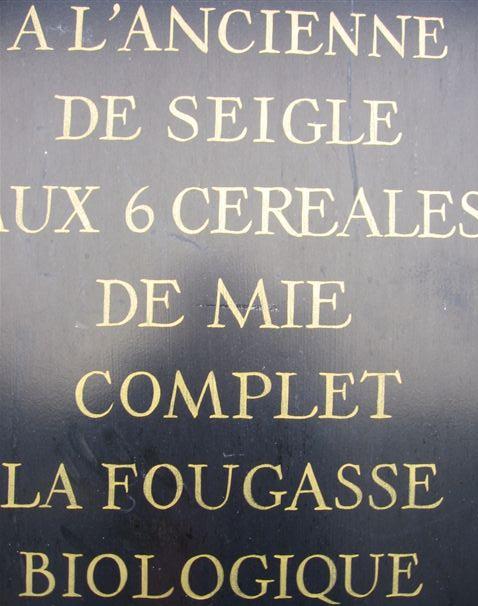 A L'ANCIENNE
DE SEIGLE
AUX 6 CEREALES
DE MIE
COMPLET
LA FOUGASSE
BIOLOGIQUE